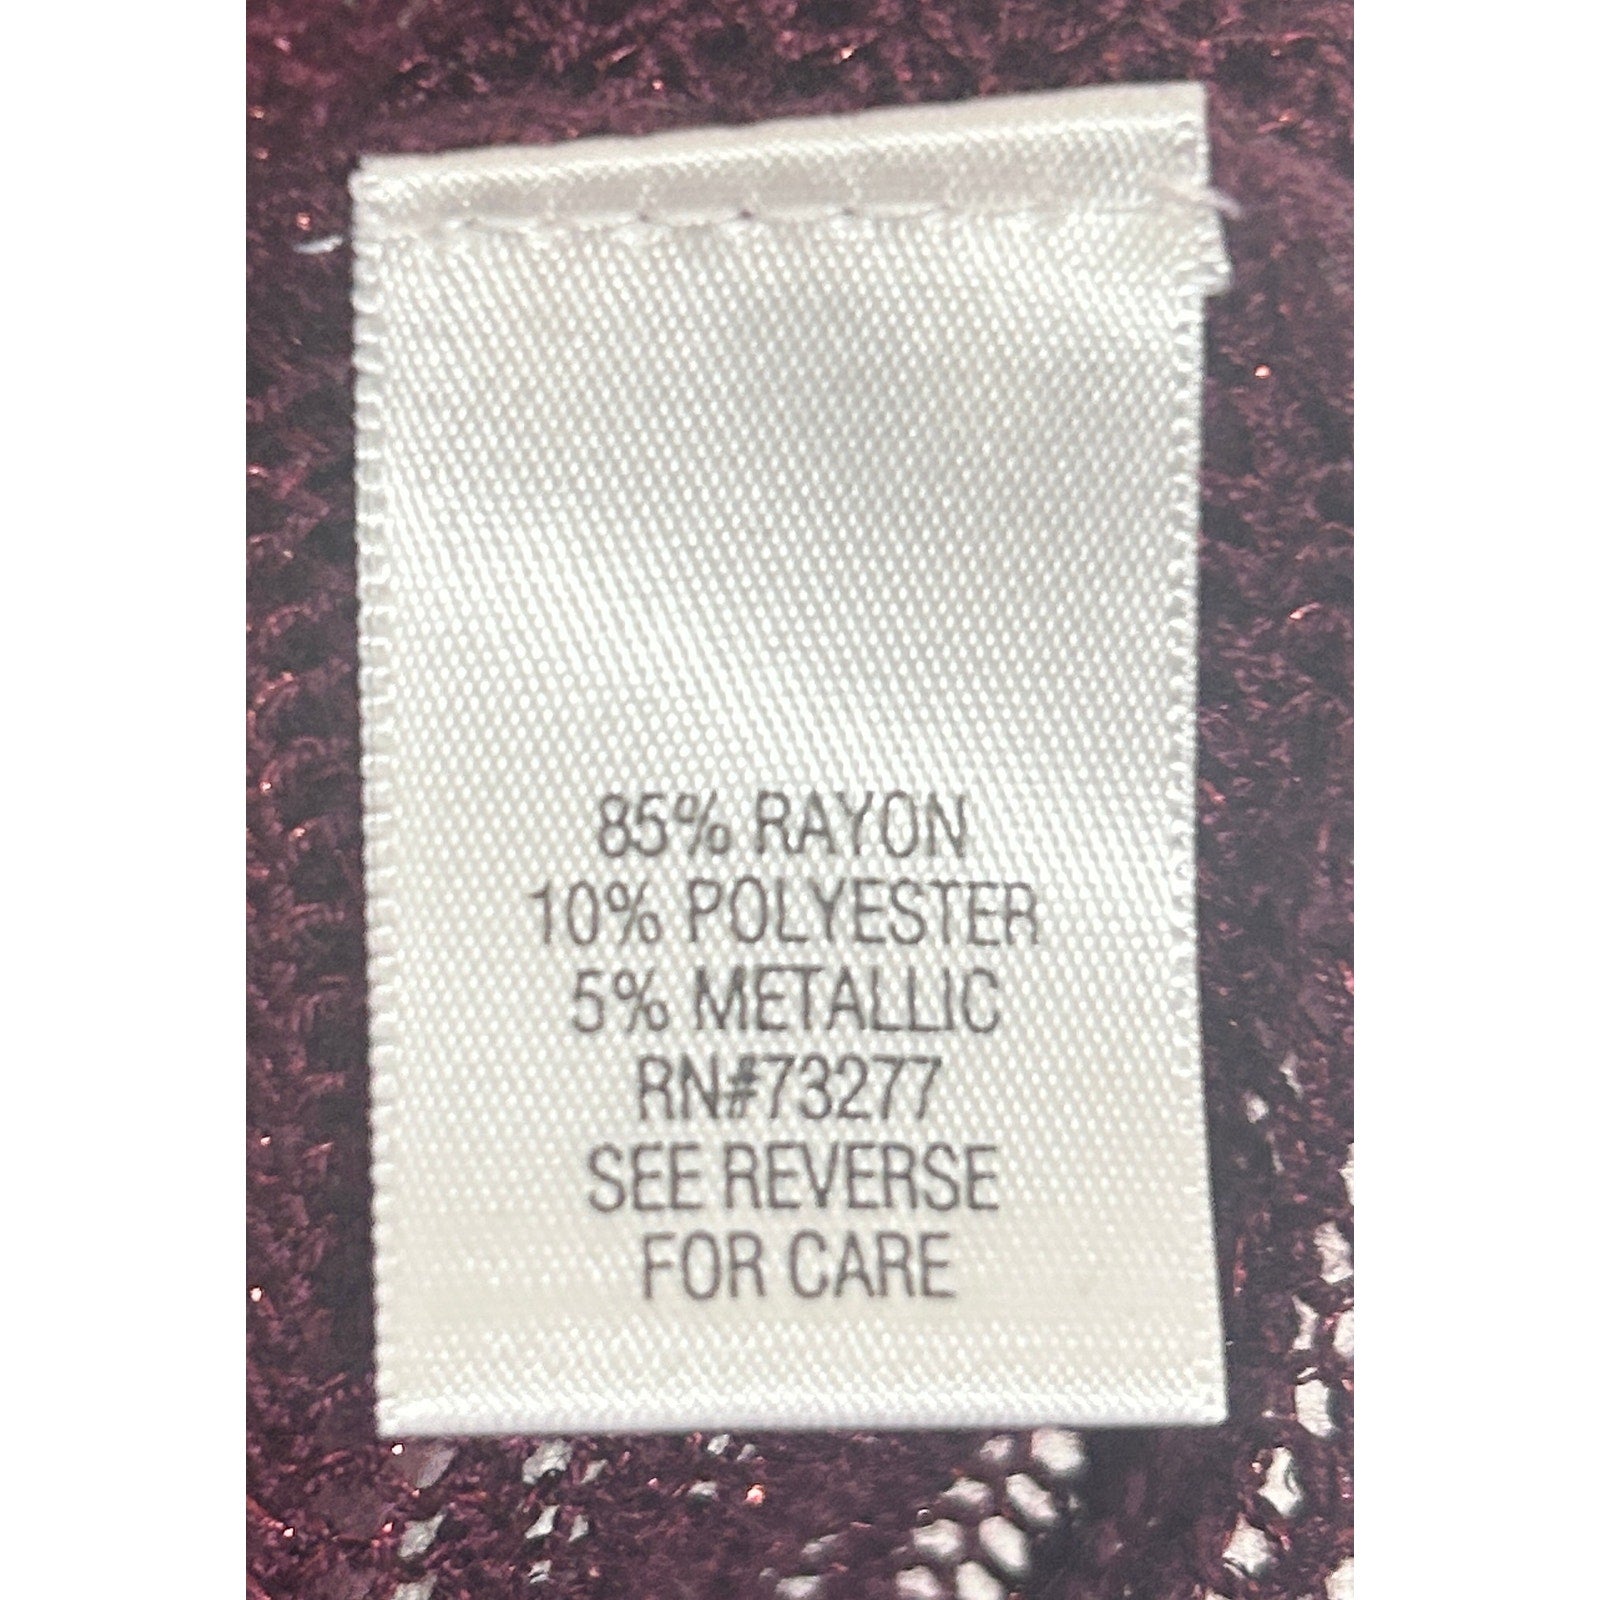 85% RAYON
10% POLYESTER
5% METALLIC
RN#73277
SEE REVERSE
FOR CARE